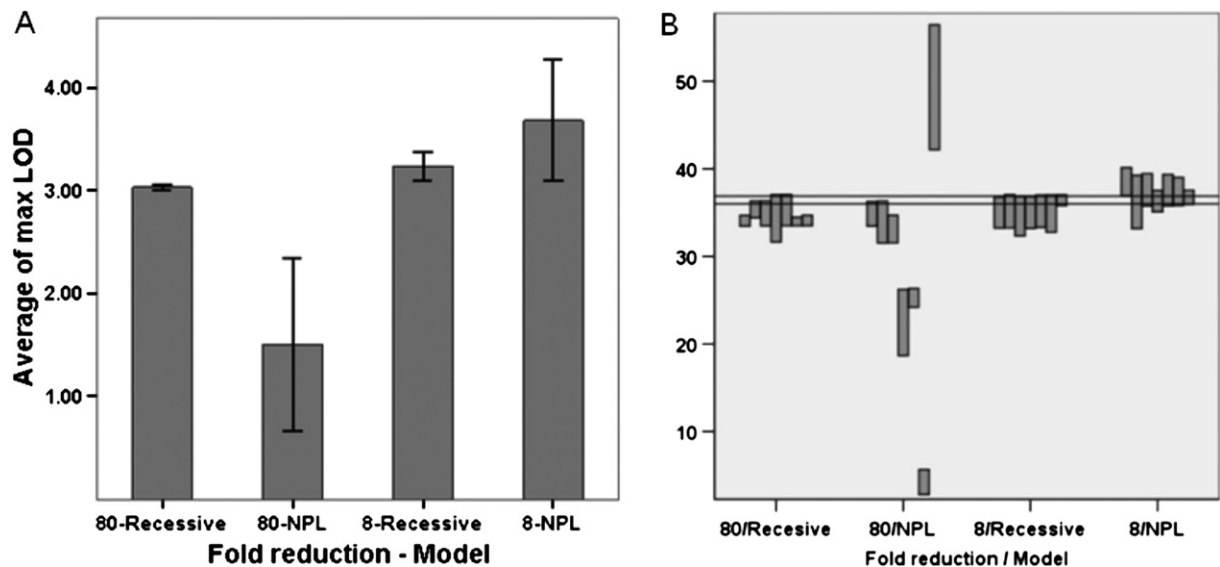 A
Average of max LOD
4.00
3.00
2.00
1.00
80-Recessive 80-NPL 8-Recessive 8-NPL
Fold reduction - Model
B
50
40
30
20
10
80/Recesive 80/NPL 8/Recessive 8/NPL
Fold reduction / Model